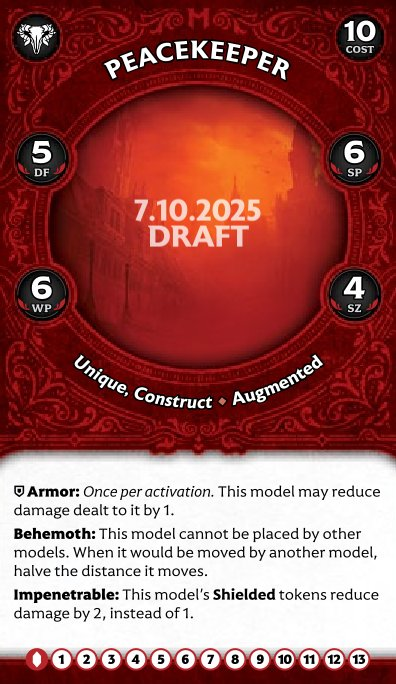 PEACEKEEPER
10
COST
5
DF
6
SP
7.10.2025
DRAFT
6
WP
4
SZ
Unique, Construct ◆ Augmented
Armor: Once per activation. This model may reduce
damage dealt to it by 1.
Behemoth: This model cannot be placed by other
models. When it would be moved by another model,
halve the distance it moves.
Impenetrable: This model's Shielded tokens reduce
damage by 2, instead of 1.
1 2 3 4 5 6 7 8 9 10 11 12 13